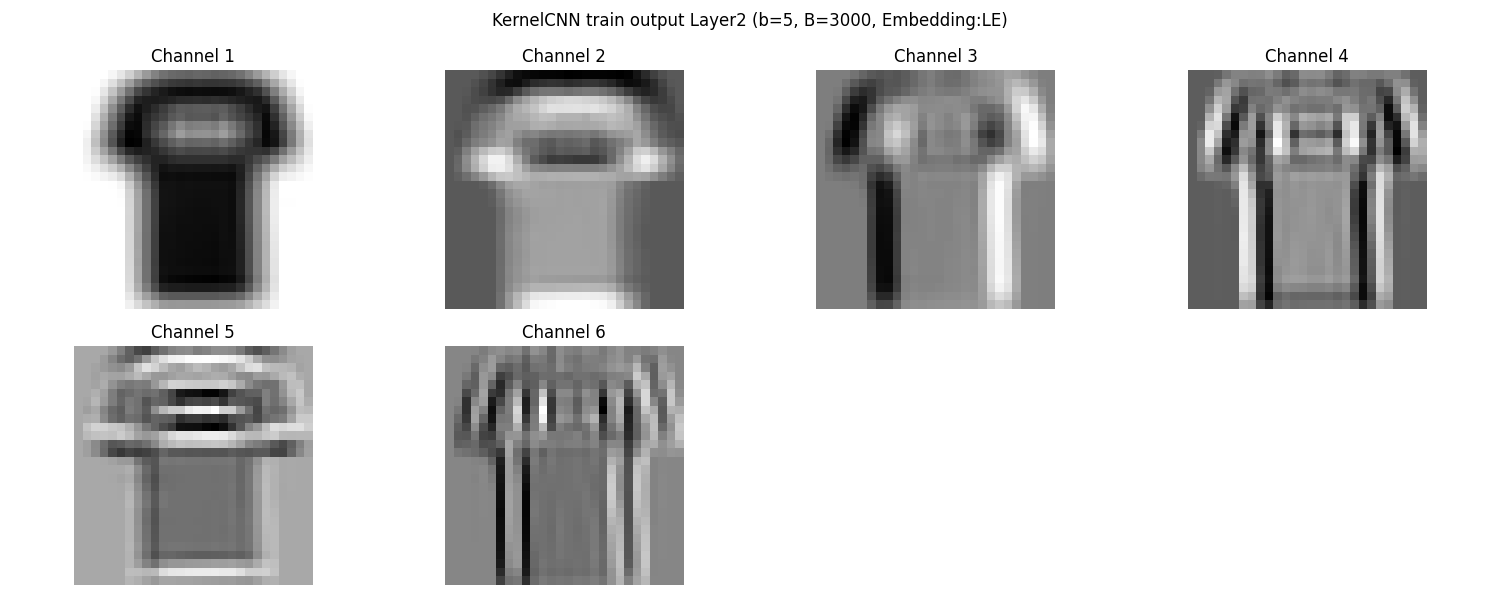 KernelCNN train output Layer2 (b=5, B=3000, Embedding:LE)
Channel 1
Channel 2
Channel 3
Channel 4
Channel 5
Channel 6